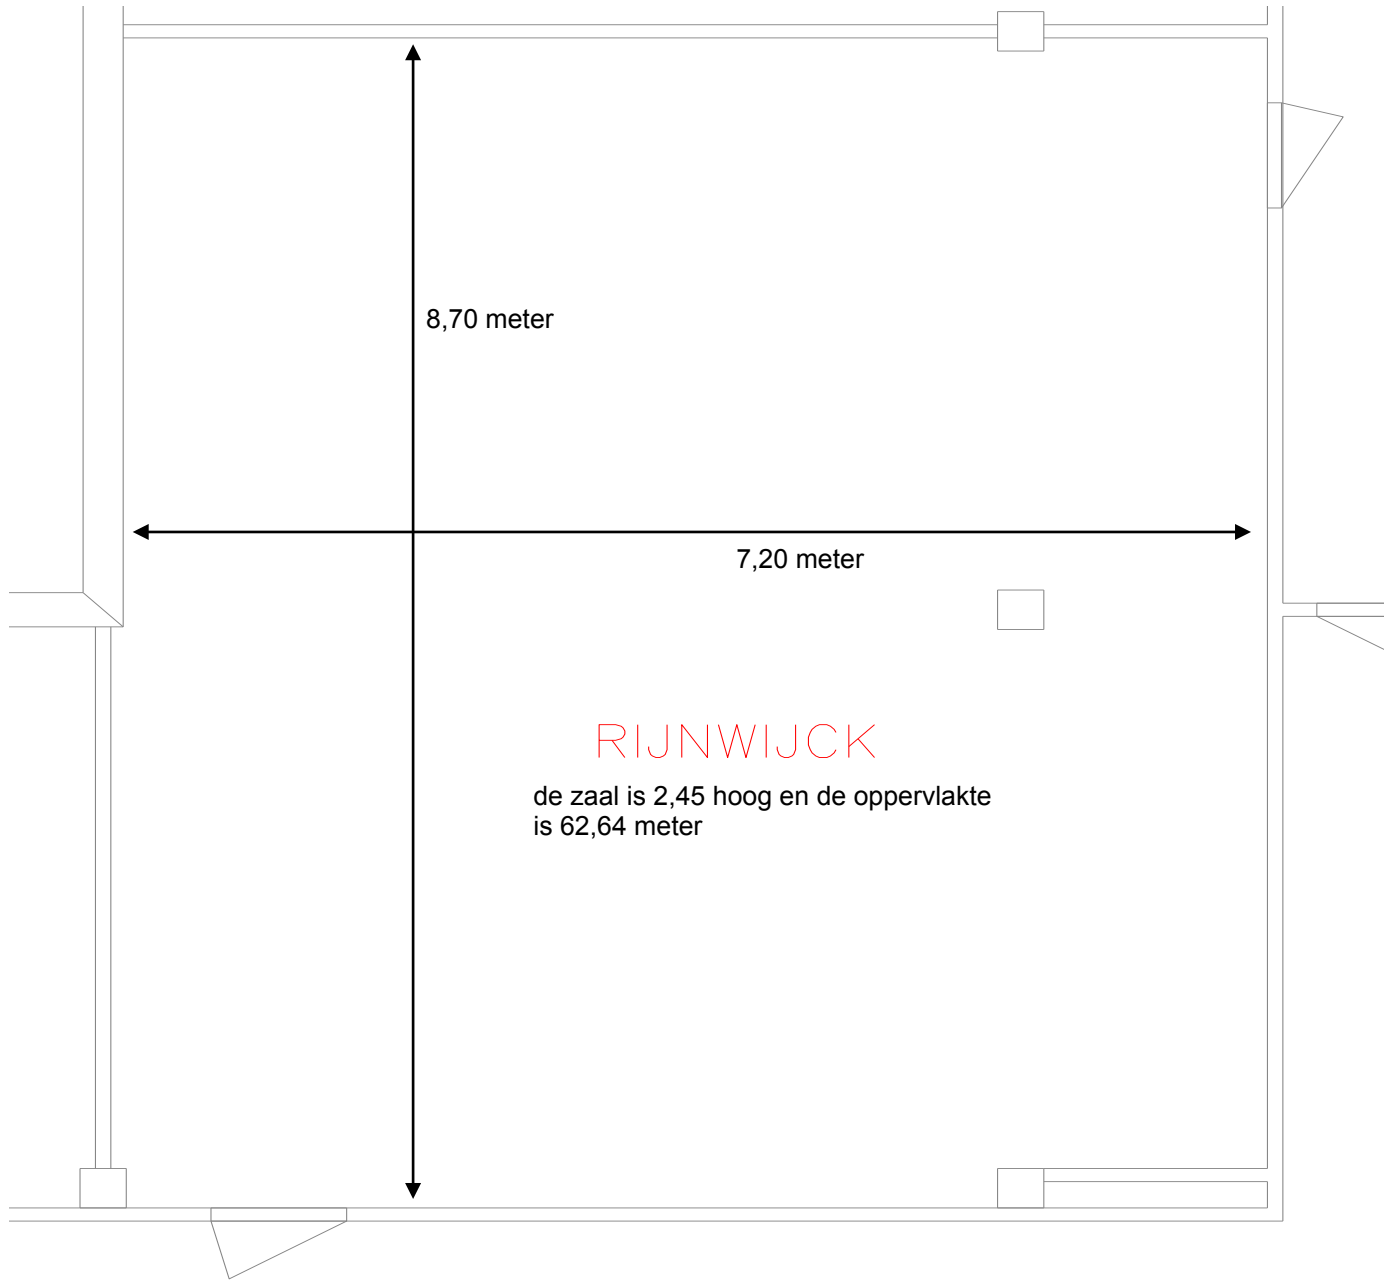 8,70 meter
7,20 meter
RIJNWIJCK
de zaal is 2,45 hoog en de oppervlakte
is 62,64 meter